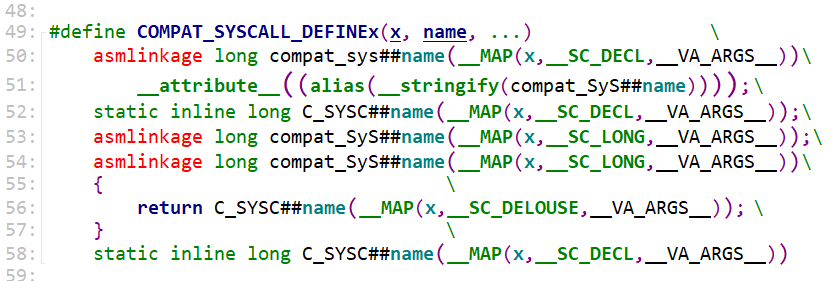 48:
49: #define COMPAT_SYSCALL_DEFINEx(x, name, ...) \
50: asmlinkage long compat_sys##name(__MAP(x,__SC_DECL,__VA_ARGS__))\
51: __attribute__((alias(__stringify(compat_SyS##name))));\
52: static inline long C_SYSC##name(__MAP(x,__SC_DECL,__VA_ARGS__));\
53: asmlinkage long compat_SyS##name(__MAP(x,__SC_LONG,__VA_ARGS__));\
54: asmlinkage long compat_SyS##name(__MAP(x,__SC_LONG,__VA_ARGS__))\
55: { \
56: return C_SYSC##name(__MAP(x,__SC_DELOUSE,__VA_ARGS__)); \
57: } \
58: static inline long C_SYSC##name(__MAP(x,__SC_DECL,__VA_ARGS__))
59: